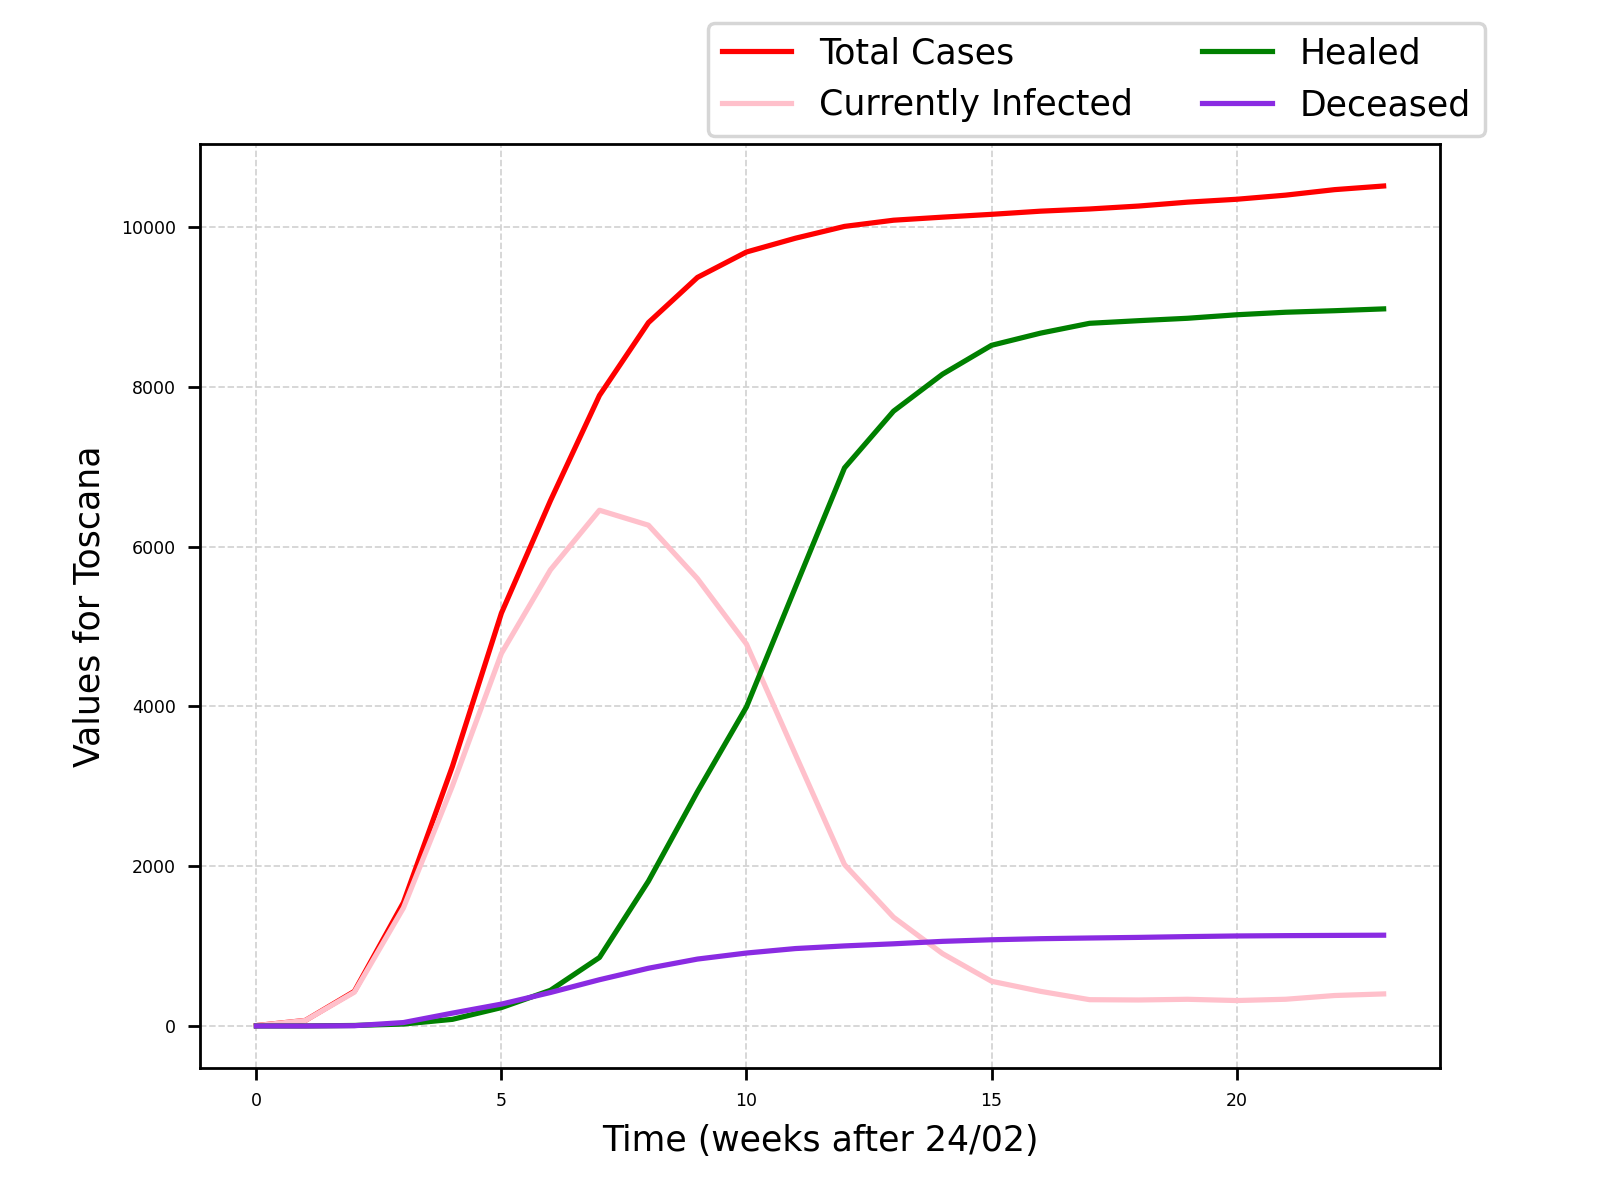 Total Cases
Currently Infected
Healed
Deceased
Values for Toscana
10000
8000
6000
4000
2000
0
0 5 10 15 20
Time (weeks after 24/02)